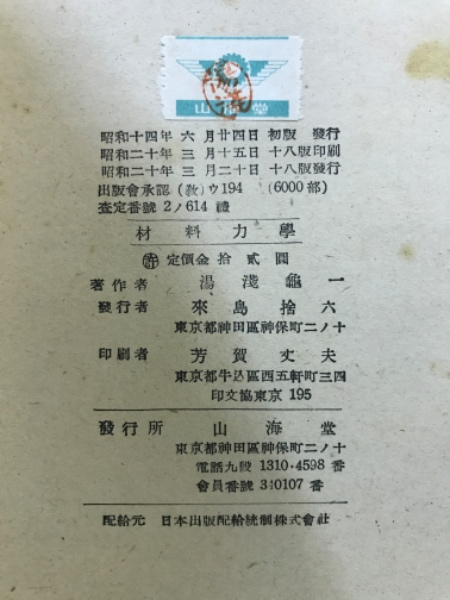 山海堂
昭和十四年 六 月廿四日 初版 發行
昭和二十年 三 月十五日 十八版印刷
昭和二十年 三 月二十日 十八版發行
出版會承認 (敎)ウ194 (6000部)
査定番號 2ノ614 號
材料力學
停 定價金 拾貳圓
著作者 湯淺龜一
發行者 來島捨六
東京都神田區神保町二ノ十
印刷者 芳賀丈夫
東京都牛込區西五軒町三四
印文協東京 195
發行所 山海堂
東京都神田區神保町二ノ十
電話九段 1310・4598 番
會員番號 310107 番
配給元 日本出版配給統制株式會社